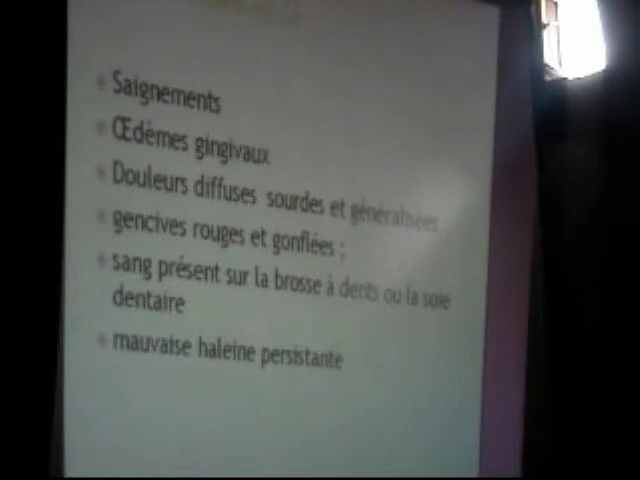 Saignements
Œdèmes gingivaux
Douleurs diffuses sourdes et généralisées
gencives rouges et gonflées ;
sang présent sur la brosse à dents ou la soie
dentaire
mauvaise haleine persistante